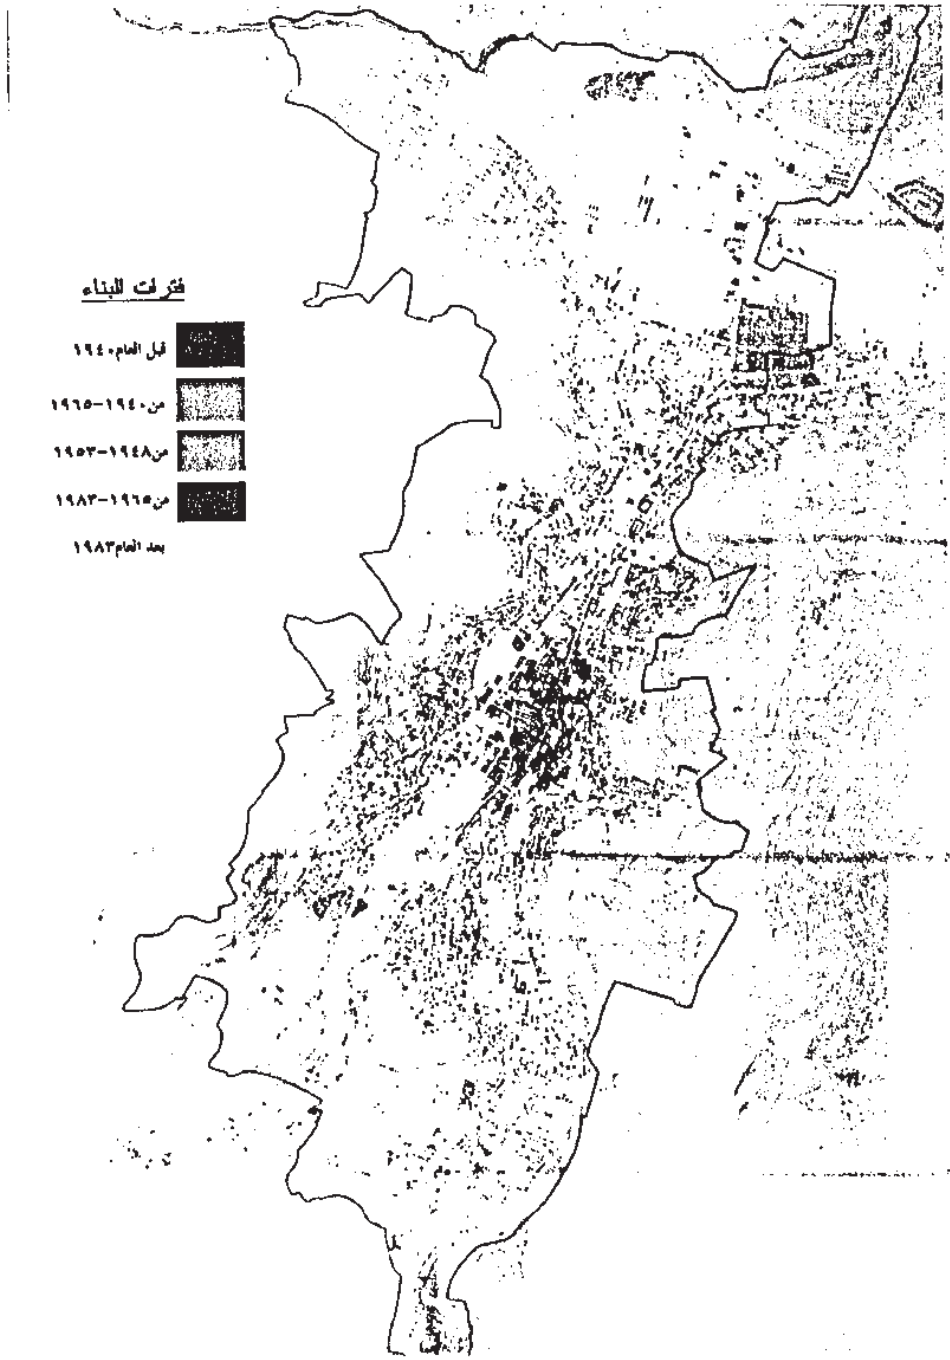 فترات البناء
قبل العام ١٩٤٠
من ١٩٤٠-١٩٦٥
من ١٩٤٨-١٩٥٣
من ١٩٦٥-١٩٨٣
بعد العام ١٩٨٣